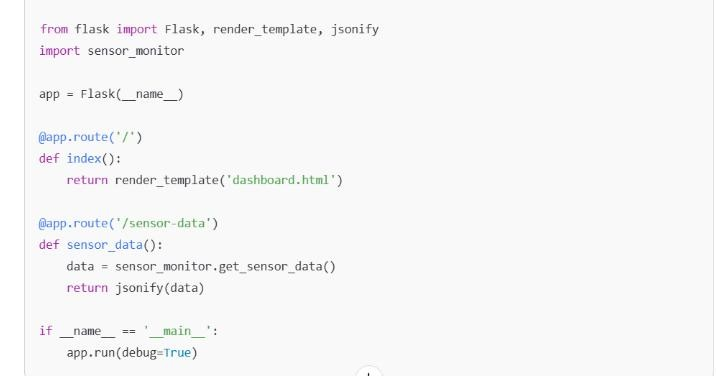 from flask import Flask, render_template, jsonify
import sensor_monitor
app = Flask(__name__)
@app.route('/')
def index():
    return render_template('dashboard.html')
@app.route('/sensor-data')
def sensor_data():
    data = sensor_monitor.get_sensor_data()
    return jsonify(data)
if __name__ == '__main__':
    app.run(debug=True)